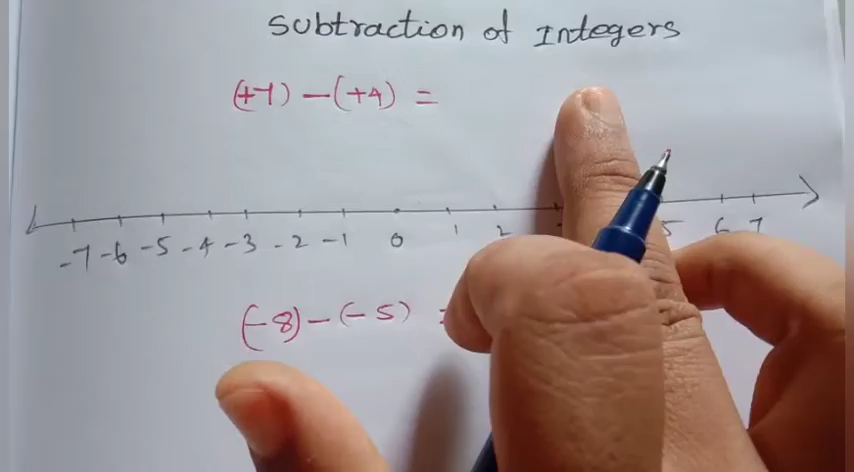 Subtraction of Integers
(+7) - (+4) =
-7 -6 -5 -4 -3 -2 -1 0 1 2 5 6 7
(-8) - (-5) =